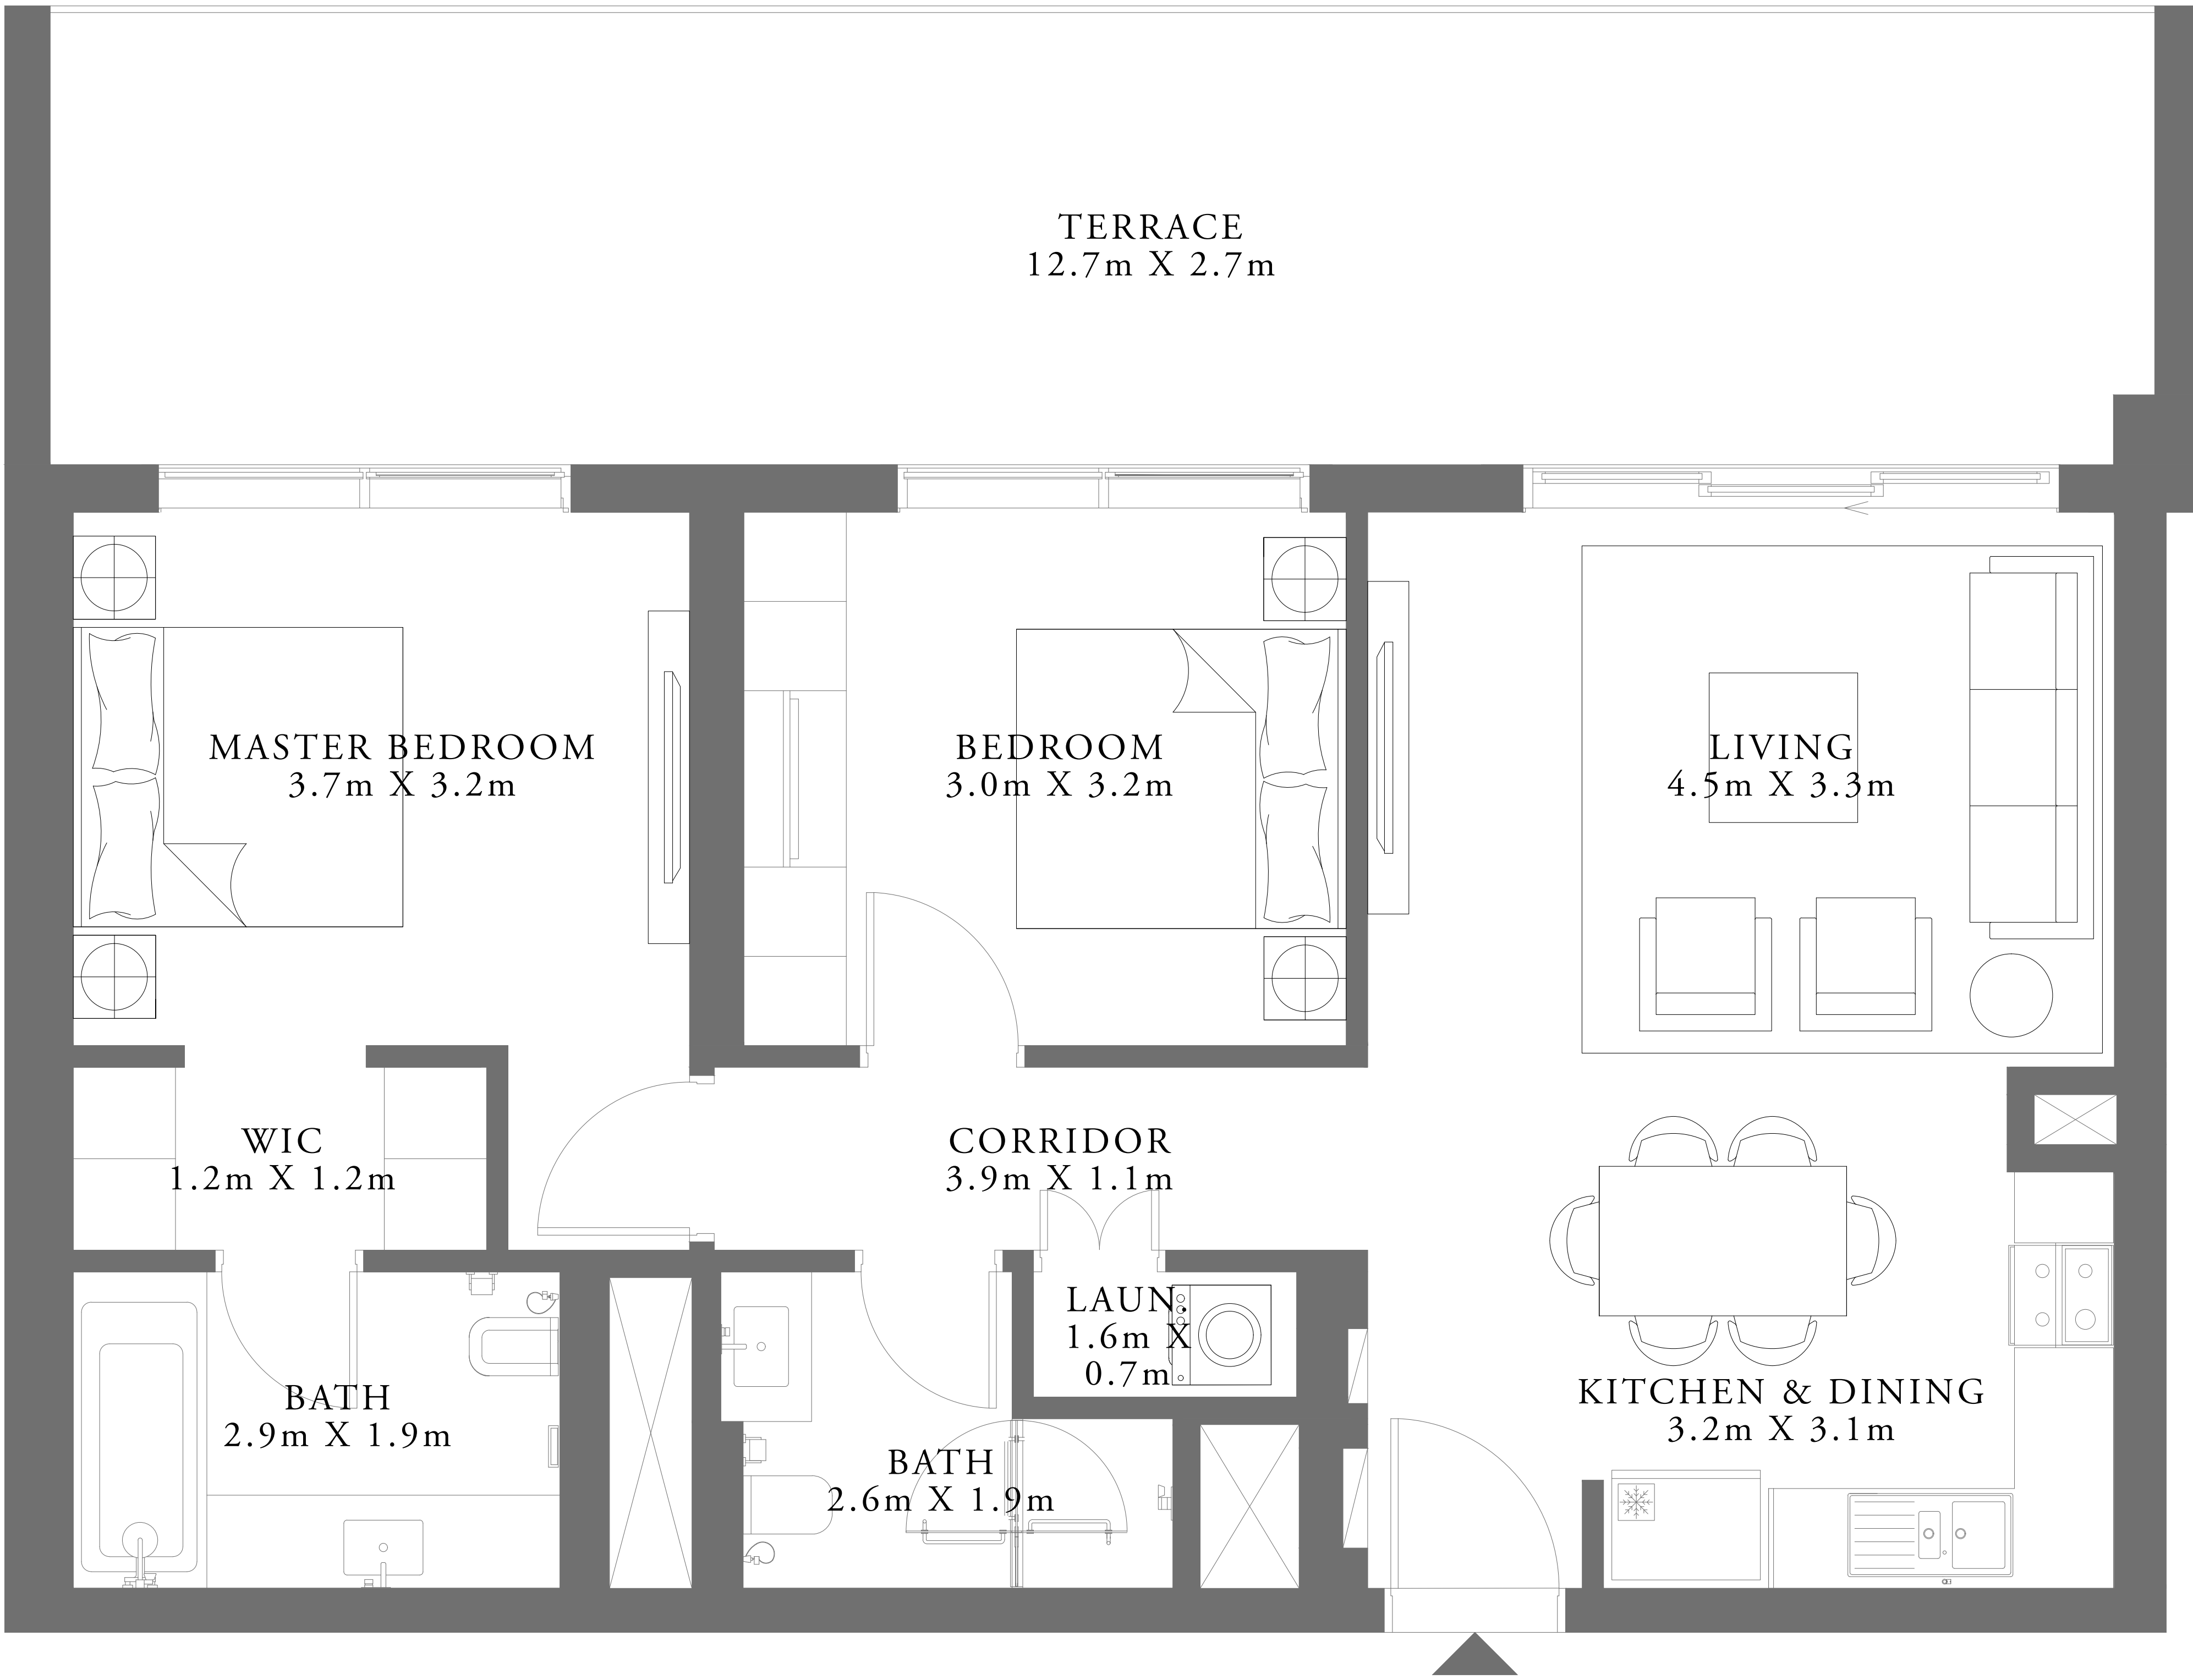 TERRACE
12.7m X 2.7m
MASTER BEDROOM
3.7m X 3.2m
BEDROOM
3.0m X 3.2m
LIVING
4.5m X 3.3m
WIC
1.2m X 1.2m
CORRIDOR
3.9m X 1.1m
LAUN.
1.6m X
0.7m
BATH
2.9m X 1.9m
BATH
2.6m X 1.9m
KITCHEN & DINING
3.2m X 3.1m